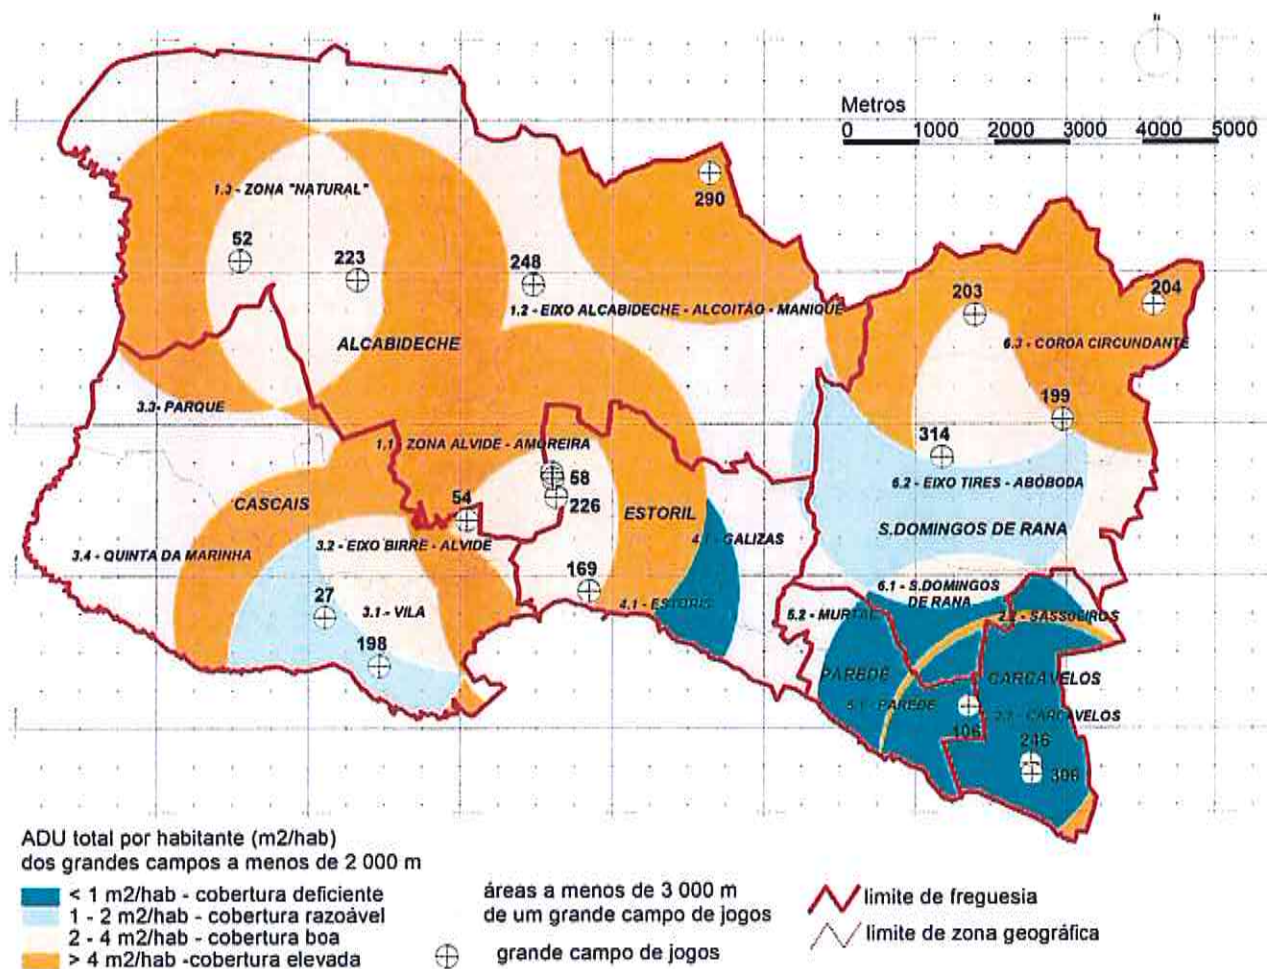 N
Metros
0 1000 2000 3000 4000 5000
290
1.3 - ZONA "NATURAL"
52
223
248
1.2 - EIXO ALCABIDECHE - ALCOITÃO - MANIQUE
203
204
ALCABIDECHE
6.3 - COROA CIRCUNDANTE
3.3 - PARQUE
199
314
1.1 - ZONA ALVIDE - AMOREIRA
58
226
6.2 - EIXO TIRES - ABÓBODA
CASCAIS
54
ESTORIL
S.DOMINGOS DE RANA
GALIZAS
3.4 - QUINTA DA MARINHA
3.2 - EIXO BIRRE - ALVIDE
169
6.1 - S.DOMINGOS
DE RANA
27
3.1 - VILA
4.1 - ESTORIS
5.2 - MURTAL
2.2 - SASSOEIROS
198
PAREDE
CARCAVELOS
5.1 - PAREDE
- CARCAVELOS
106
246
306
ADU total por habitante (m2/hab)
dos grandes campos a menos de 2 000 m
< 1 m2/hab - cobertura deficiente
1 - 2 m2/hab - cobertura razoável
2 - 4 m2/hab - cobertura boa
> 4 m2/hab -cobertura elevada
áreas a menos de 3 000 m
de um grande campo de jogos
grande campo de jogos
limite de freguesia
limite de zona geográfica